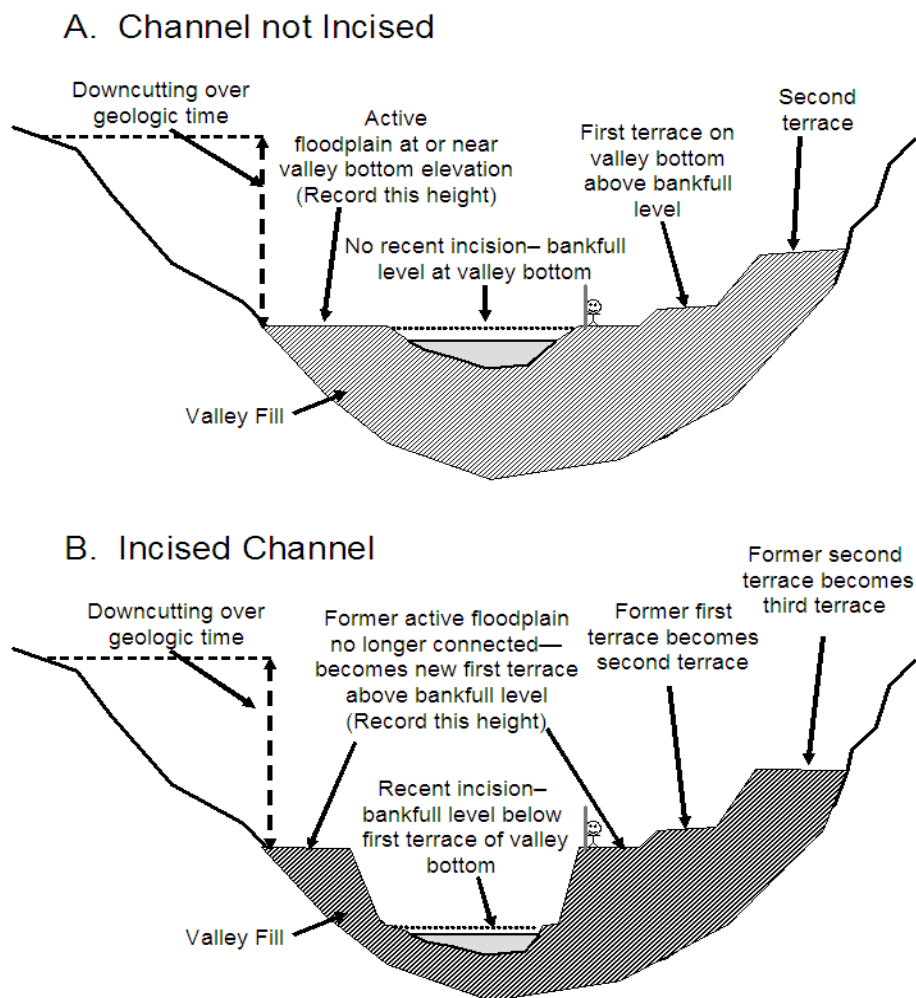 A. Channel not Incised
Downcutting over
geologic time
Active
floodplain at or near
valley bottom elevation
(Record this height)
First terrace on
valley bottom
above bankfull
level
Second
terrace
No recent incision– bankfull
level at valley bottom
Valley Fill
B. Incised Channel
Downcutting over
geologic time
Former active floodplain
no longer connected—
becomes new first terrace
above bankfull level
(Record this height)
Former first
terrace becomes
second terrace
Former second
terrace becomes
third terrace
Recent incision–
bankfull level below
first terrace of valley
bottom
Valley Fill